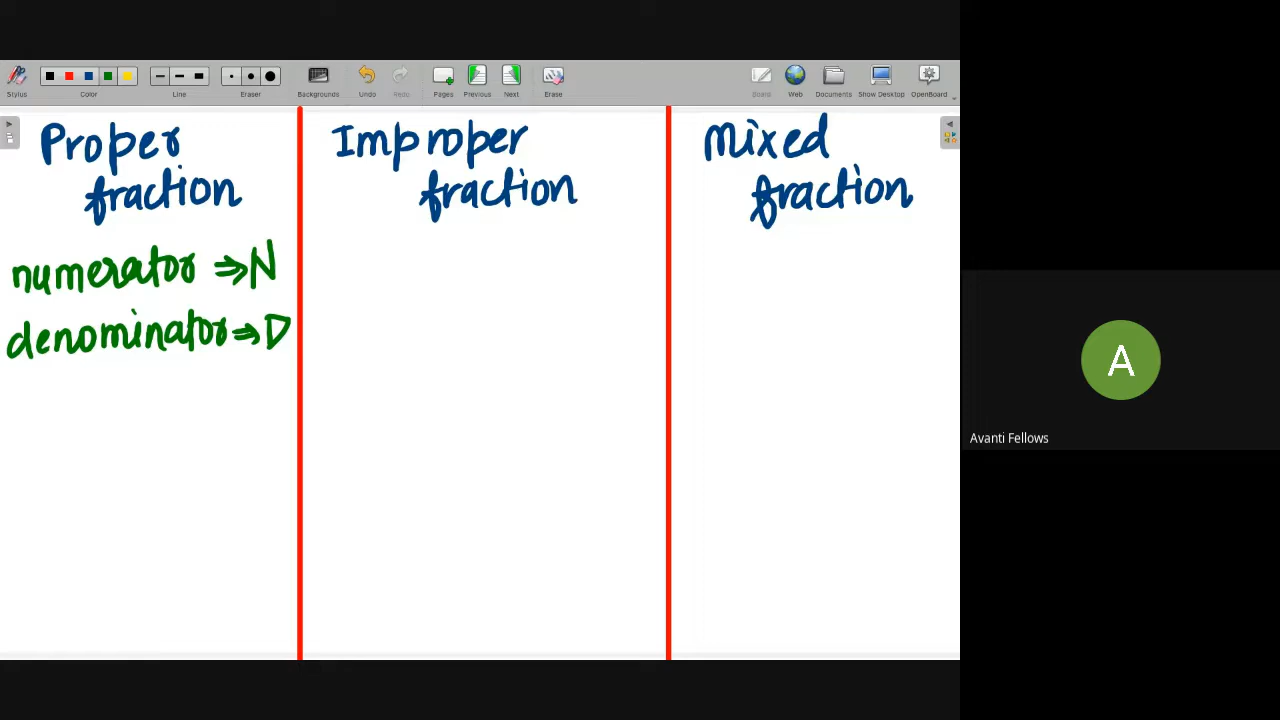 Stylus
Color
Line
Eraser
Backgrounds
Undo
Redo
Pages
Previous
Next
Erase
Board
Web
Documents
Show Desktop
OpenBoard
Proper
fraction
numerator ⇒ N
denominator ⇒ D
Improper
fraction
Mixed
fraction
A
Avanti Fellows